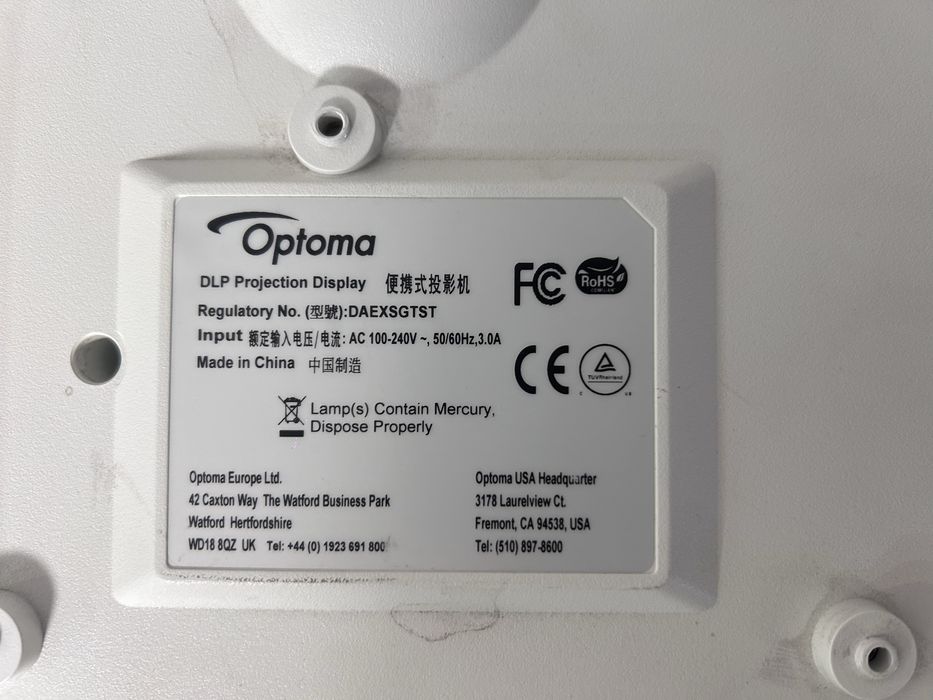 Optoma
DLP Projection Display 便携式投影机
Regulatory No. (型號):DAEXSGTST
Input 额定输入电压/电流: AC 100-240V ~, 50/60Hz,3.0A
Made in China 中国制造
FC
RoHS
COMPLIANT
CE
TÜVRheinland
C US
Lamp(s) Contain Mercury,
Dispose Properly
Optoma Europe Ltd.
42 Caxton Way The Watford Business Park
Watford Hertfordshire
WD18 8QZ UK Tel: +44 (0) 1923 691 800
Optoma USA Headquarter
3178 Laurelview Ct.
Fremont, CA 94538, USA
Tel: (510) 897-8600